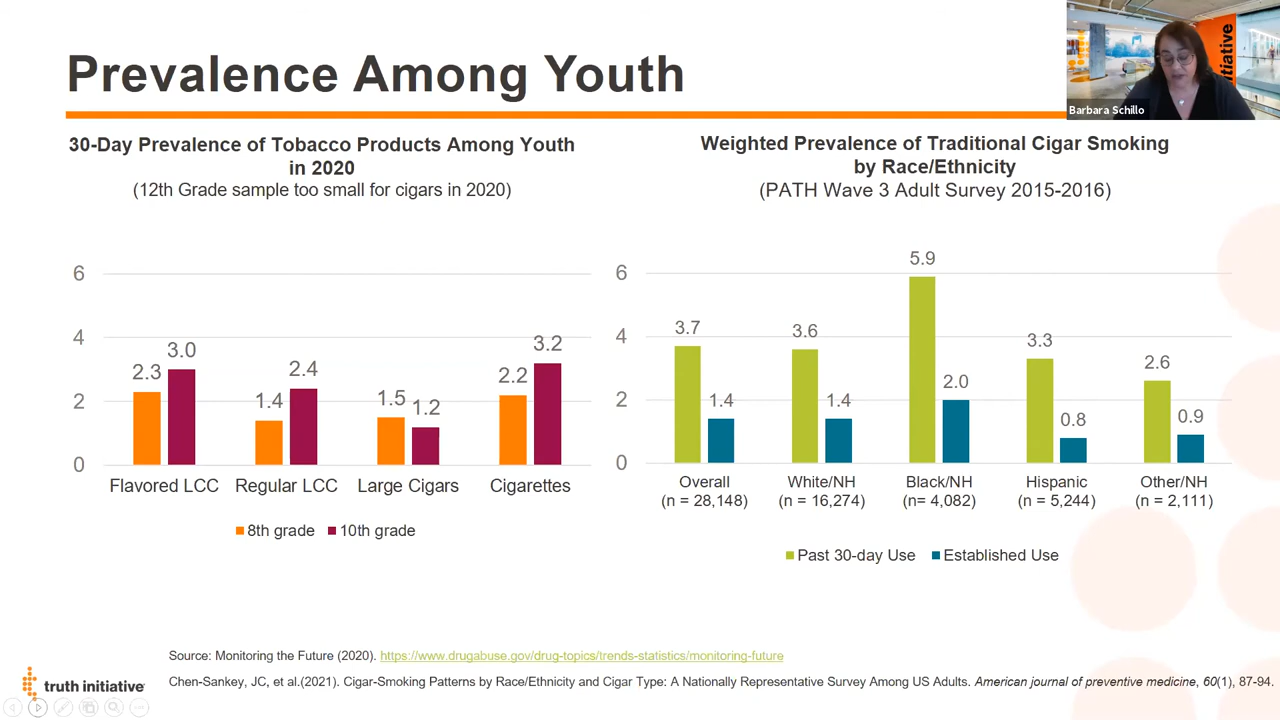 Prevalence Among Youth
itiative
Barbara Schillo
30-Day Prevalence of Tobacco Products Among Youth
in 2020
(12th Grade sample too small for cigars in 2020)
6
4
2
0
2.3
3.0
1.4
2.4
1.5
1.2
2.2
3.2
Flavored LCC
Regular LCC
Large Cigars
Cigarettes
8th grade
10th grade
Weighted Prevalence of Traditional Cigar Smoking
by Race/Ethnicity
(PATH Wave 3 Adult Survey 2015-2016)
6
4
2
0
3.7
1.4
3.6
1.4
5.9
2.0
3.3
0.8
2.6
0.9
Overall
(n = 28,148)
White/NH
(n = 16,274)
Black/NH
(n= 4,082)
Hispanic
(n = 5,244)
Other/NH
(n = 2,111)
Past 30-day Use
Established Use
Source: Monitoring the Future (2020). https://www.drugabuse.gov/drug-topics/trends-statistics/monitoring-future
Chen-Sankey, JC, et al.(2021). Cigar-Smoking Patterns by Race/Ethnicity and Cigar Type: A Nationally Representative Survey Among US Adults. American journal of preventive medicine, 60(1), 87-94.
truth initiative